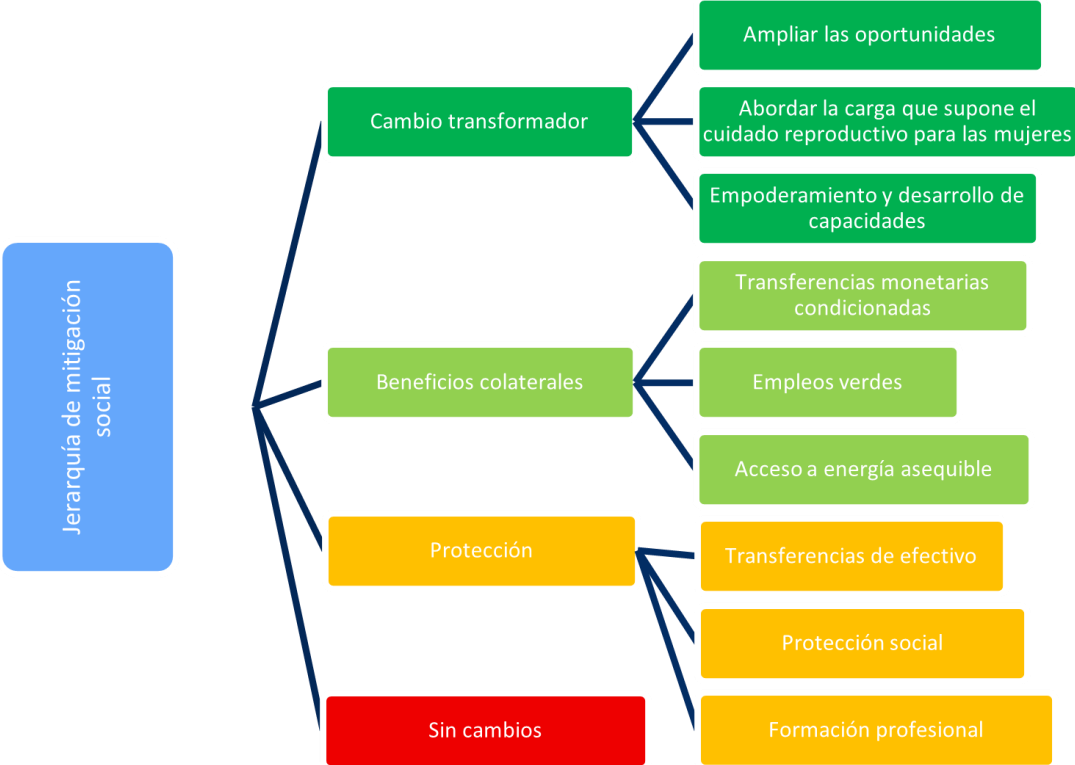 Jerarquía de mitigación
social
Cambio transformador
Ampliar las oportunidades
Abordar la carga que supone el
cuidado reproductivo para las mujeres
Empoderamiento y desarrollo de
capacidades
Beneficios colaterales
Transferencias monetarias
condicionadas
Empleos verdes
Acceso a energía asequible
Protección
Transferencias de efectivo
Protección social
Formación profesional
Sin cambios